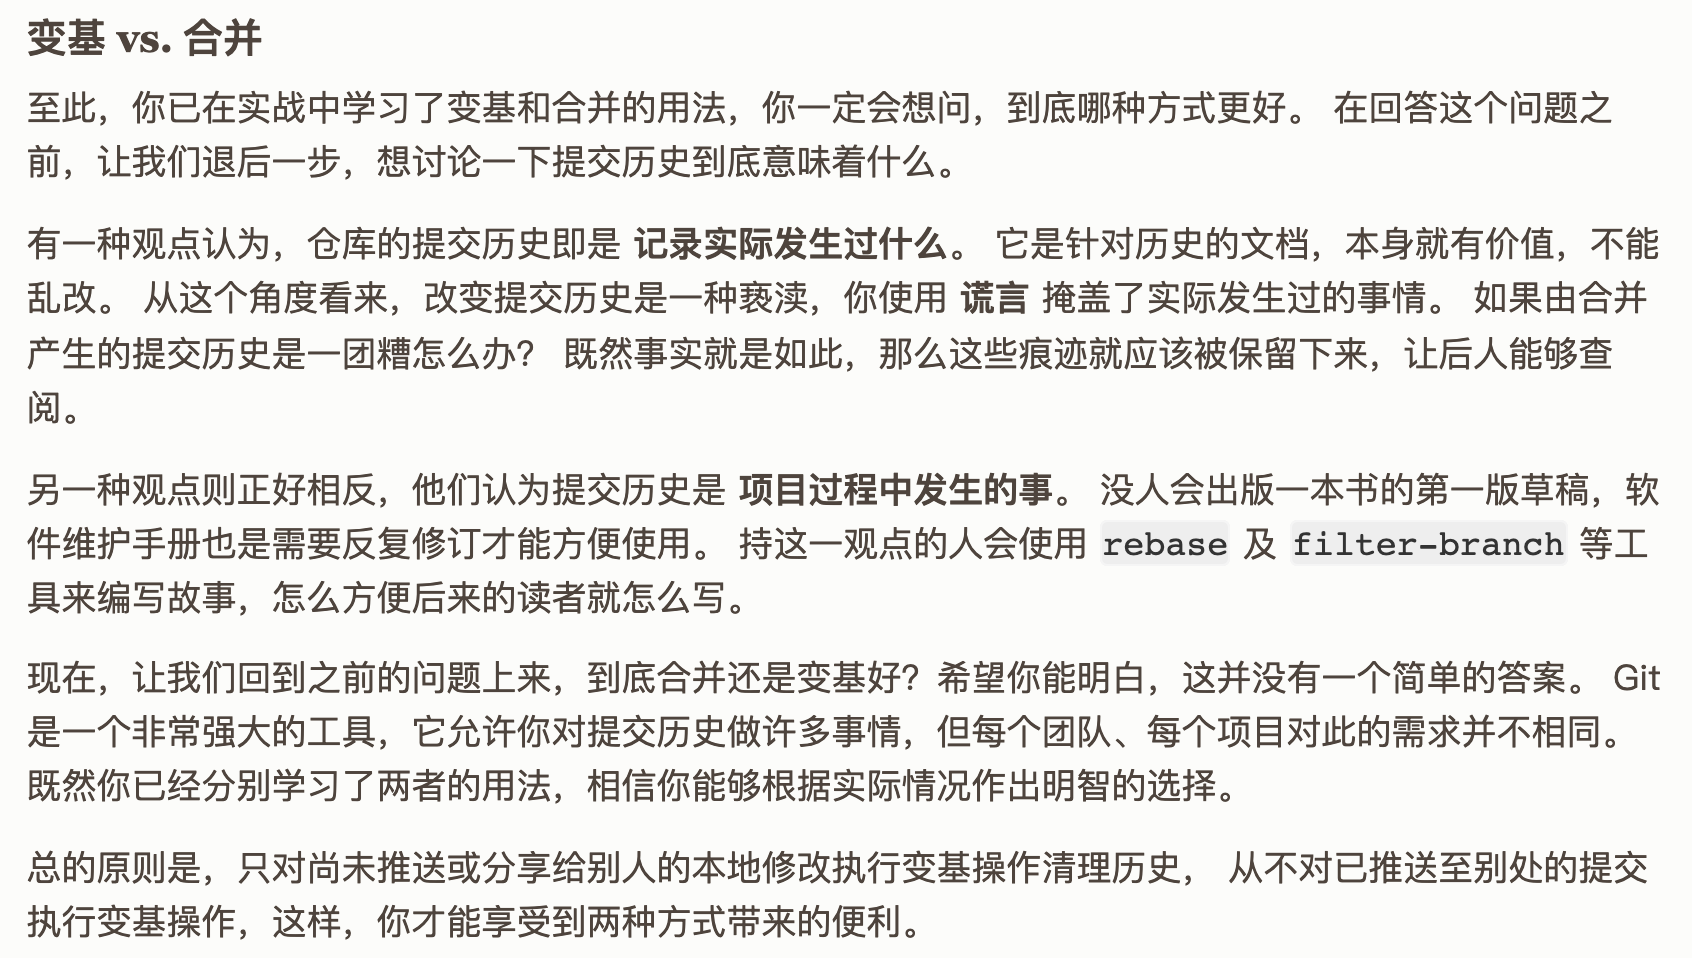 变基 vs. 合并
至此，你已在实战中学习了变基和合并的用法，你一定会想问，到底哪种方式更好。 在回答这个问题之
前，让我们退后一步，想讨论一下提交历史到底意味着什么。
有一种观点认为，仓库的提交历史即是 记录实际发生过什么。 它是针对历史的文档，本身就有价值，不能
乱改。 从这个角度看来，改变提交历史是一种亵渎，你使用 谎言 掩盖了实际发生过的事情。 如果由合并
产生的提交历史是一团糟怎么办？ 既然事实就是如此，那么这些痕迹就应该被保留下来，让后人能够查
阅。
另一种观点则正好相反，他们认为提交历史是 项目过程中发生的事。 没人会出版一本书的第一版草稿，软
件维护手册也是需要反复修订才能方便使用。 持这一观点的人会使用 rebase 及 filter-branch 等工
具来编写故事，怎么方便后来的读者就怎么写。
现在，让我们回到之前的问题上来，到底合并还是变基好？希望你能明白，这并没有一个简单的答案。 Git
是一个非常强大的工具，它允许你对提交历史做许多事情，但每个团队、每个项目对此的需求并不相同。
既然你已经分别学习了两者的用法，相信你能够根据实际情况作出明智的选择。
总的原则是，只对尚未推送或分享给别人的本地修改执行变基操作清理历史， 从不对已推送至别处的提交
执行变基操作，这样，你才能享受到两种方式带来的便利。